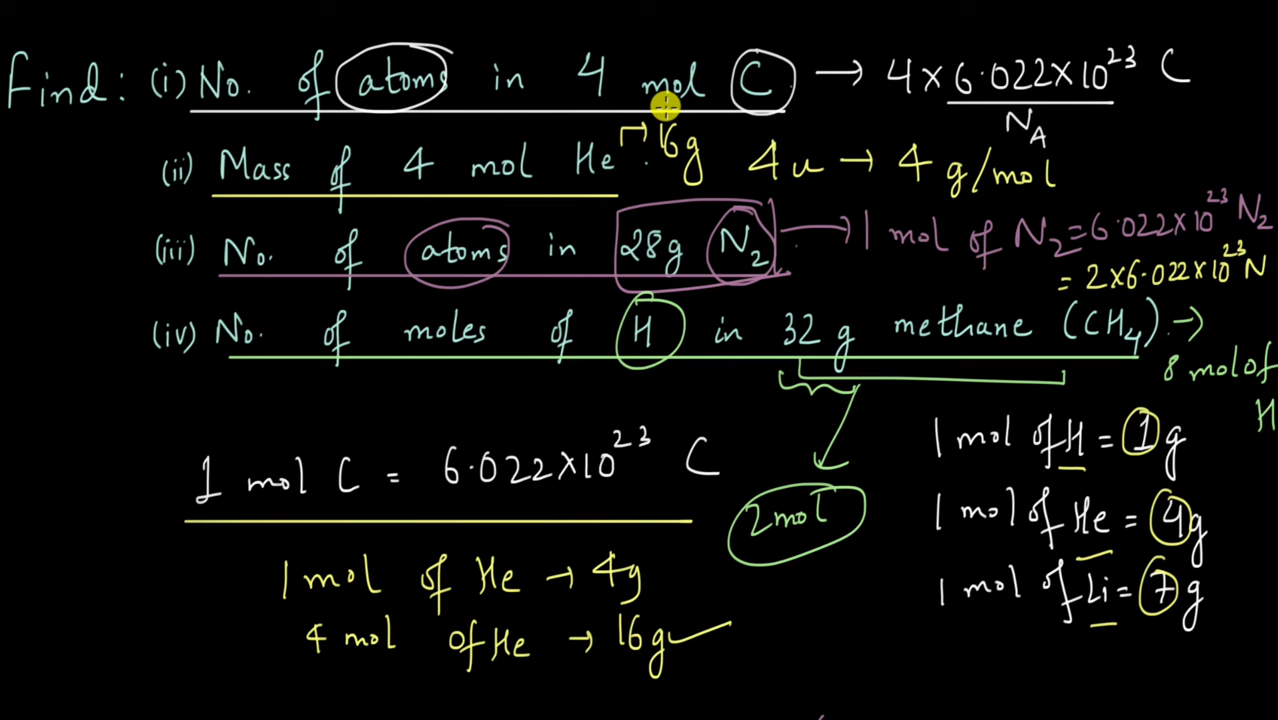 Find: (i) No. of atoms in 4 mol C → 4×6.022×10²³ C
N_A
(ii) Mass of 4 mol He. → 16g 4u → 4 g/mol
(iii) No. of atoms in 28g N₂ → 1 mol of N₂ = 6.022×10²³ N₂
= 2×6.022×10²³ N
(iv) No. of moles of H in 32 g methane (CH₄). →
8 mol of
H
1 mol C = 6.022×10²³ C
2mol
1 mol of He → 4g
4 mol of He → 16g
1 mol of H = 1g
1 mol of He = 4g
1 mol of Li = 7g